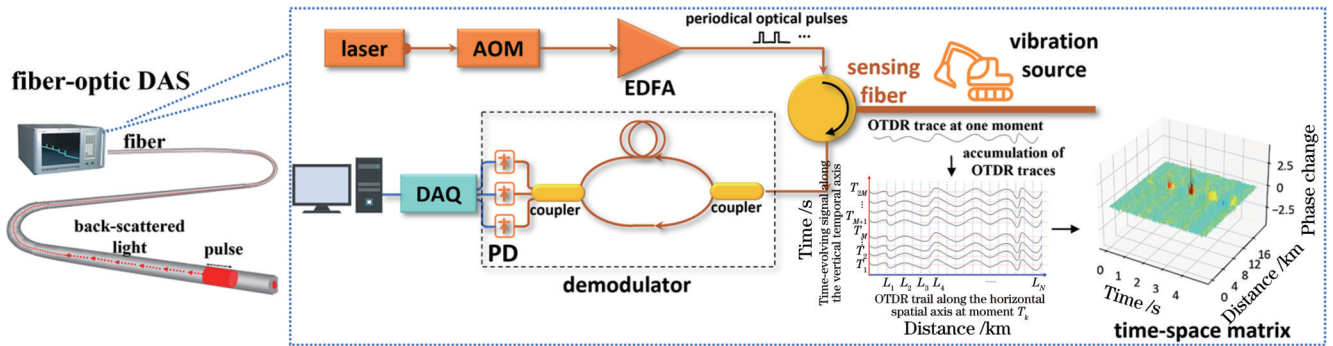 fiber-optic DAS
fiber
back-scattered
light
pulse
laser
AOM
EDFA
periodical optical pulses
...
sensing
fiber
vibration
source
DAQ
PD
coupler
coupler
demodulator
OTDR trace at one moment
accumulation of
OTDR traces
Time /s
Time-evoving signal along
the vertical temporal axis
T2M
⋮
TM+1
TM
⋮
T2
T1
L1 L2 L3 L4 ... LN
OTDR trail along the horizontal
spatial axis at moment Tk
Distance /km
2.5
0
-2.5
Phase change
0 1 2 3 4
Time /s
0 4 8 12 16
Distance /km
time-space matrix